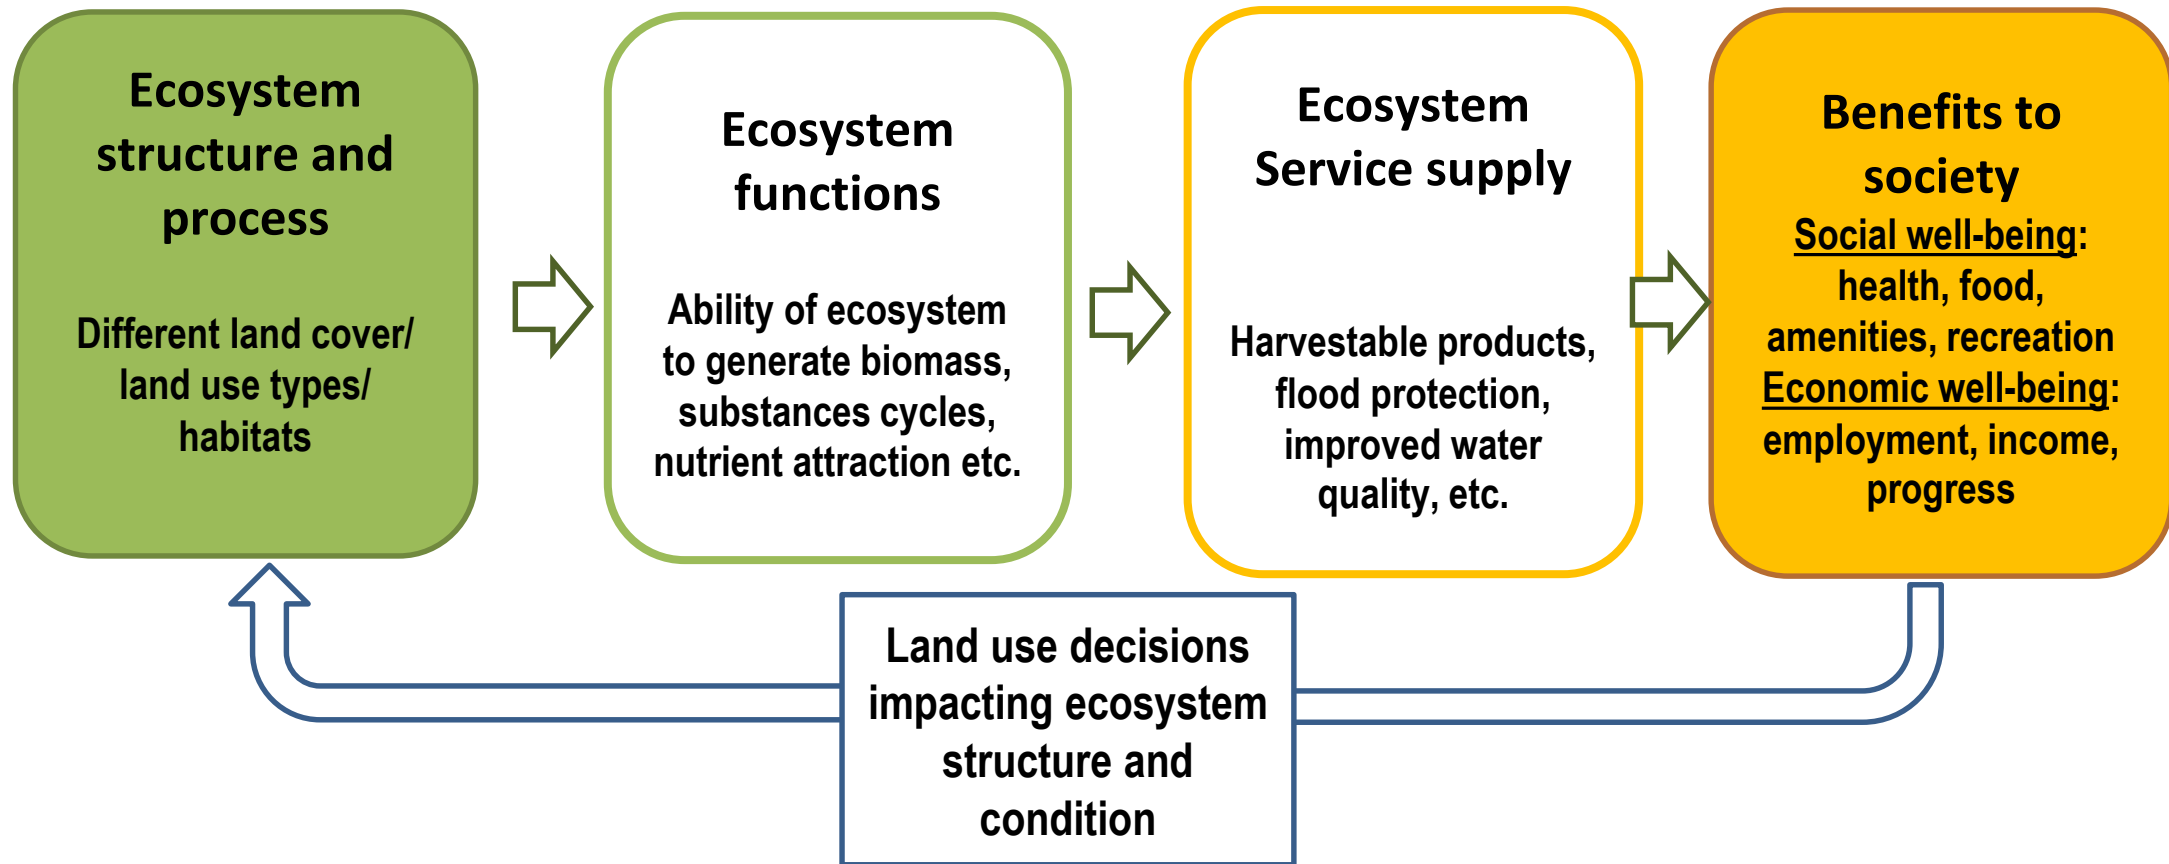 Ecosystem
structure and
process
Different land cover/
land use types/
habitats
Ecosystem
functions
Ability of ecosystem
to generate biomass,
substances cycles,
nutrient attraction etc.
Ecosystem
Service supply
Harvestable products,
flood protection,
improved water
quality, etc.
Benefits to
society
Social well-being:
health, food,
amenities, recreation
Economic well-being:
employment, income,
progress
Land use decisions
impacting ecosystem
structure and
condition